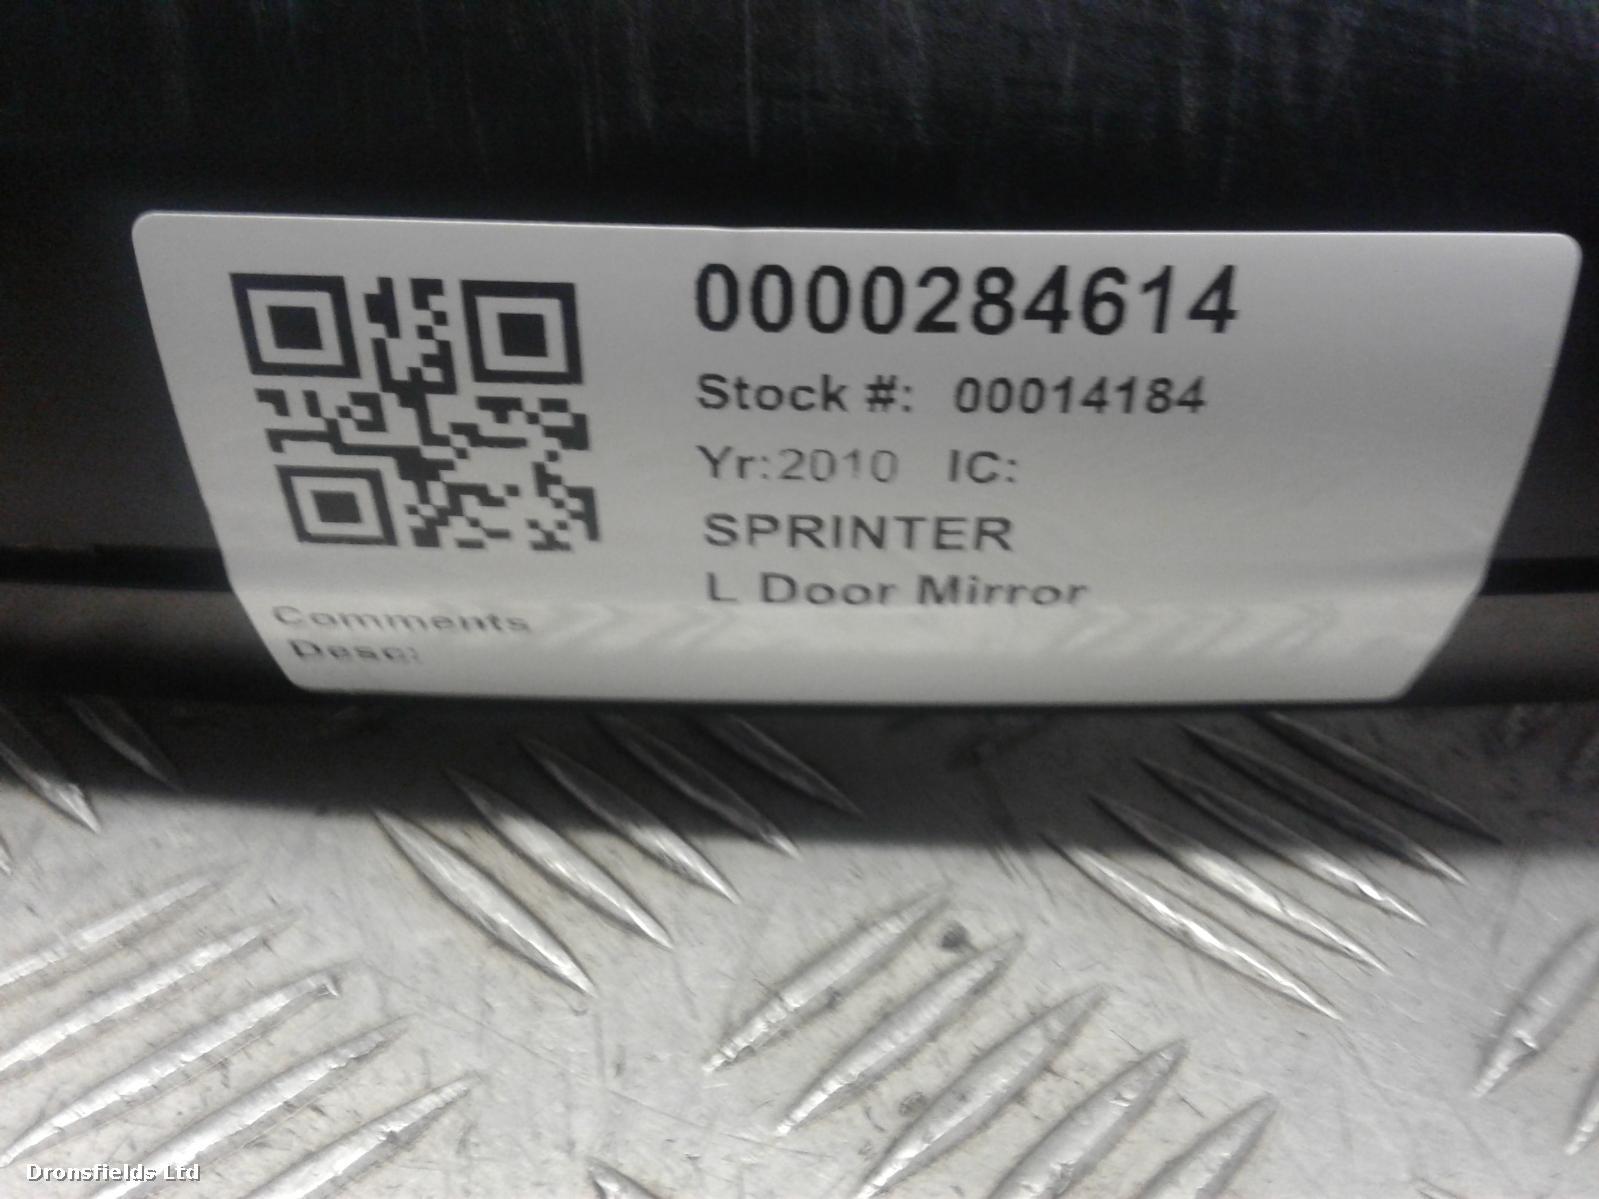 0000284614
Stock #: 00014184
Yr:2010 IC:
SPRINTER
L Door Mirror
Comments
Desc:
Dronsfields Ltd